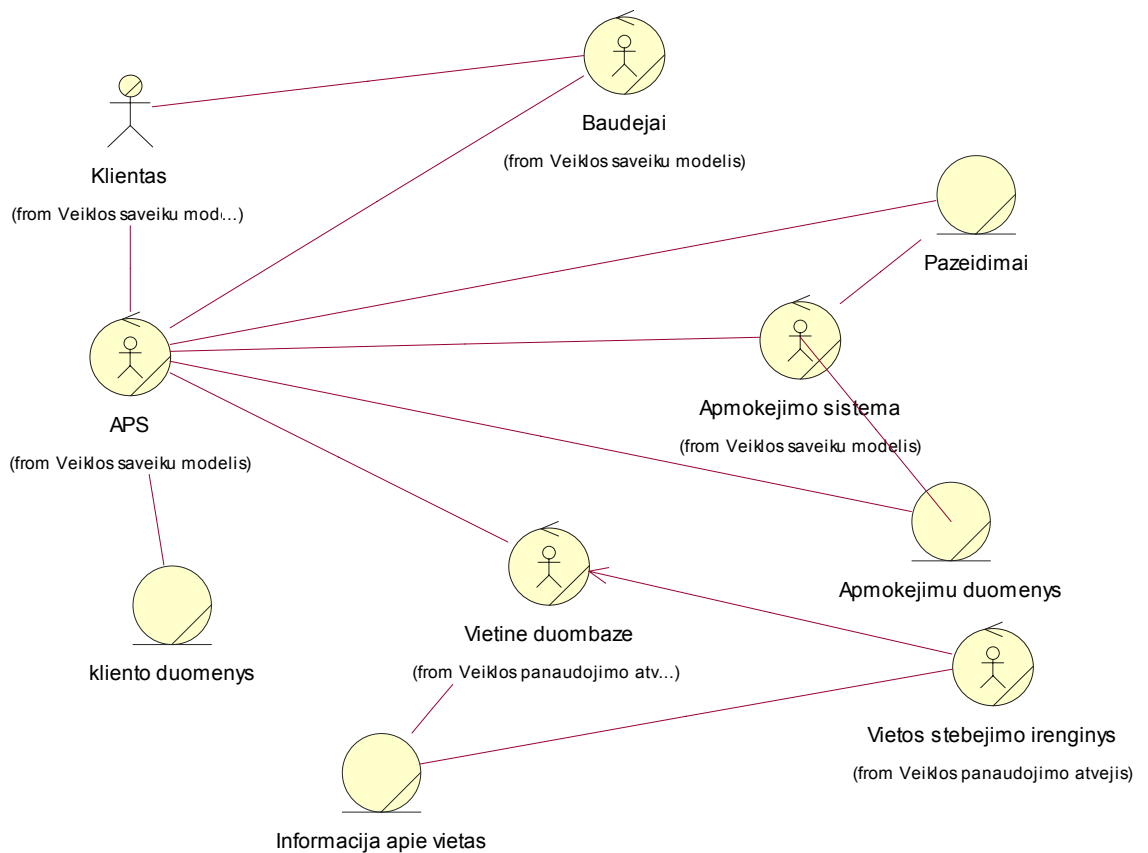 Baudejai
(from Veiklos saveiku modelis)
Klientas
(from Veiklos saveiku mod(...)
Pazeidimai
APS
(from Veiklos saveiku modelis)
Apmokejimo sistema
(from Veiklos saveiku modelis)
Apmokejimu duomenys
kliento duomenys
Vietine duombaze
(from Veiklos panaudojimo atv...)
Vietos stebejimo irenginys
(from Veiklos panaudojimo atvejis)
Informacija apie vietas